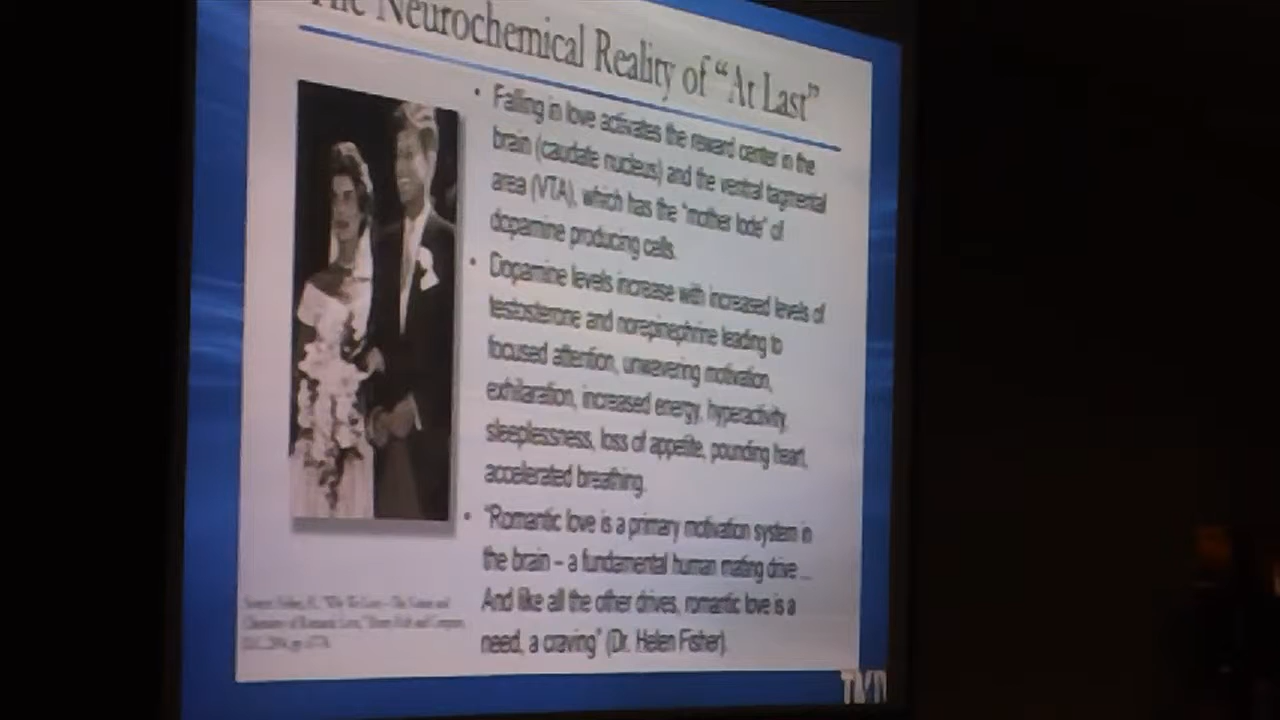 The Neurochemical Reality of “At Last”
• Falling in love activates the reward center in the
brain (caudate nucleus) and the ventral tagmental
area (VTA), which has the “mother lode” of
dopamine producing cells.
• Dopamine levels increase with increased levels of
testosterone and norepinephrine leading to
focused attention, unwavering motivation,
exhilaration, increased energy, hyperactivity,
sleeplessness, loss of appetite, pounding heart,
accelerated breathing.
• “Romantic love is a primary motivation system in
the brain – a fundamental human mating drive ...
And like all the other drives, romantic love is a
need, a craving” (Dr. Helen Fisher).